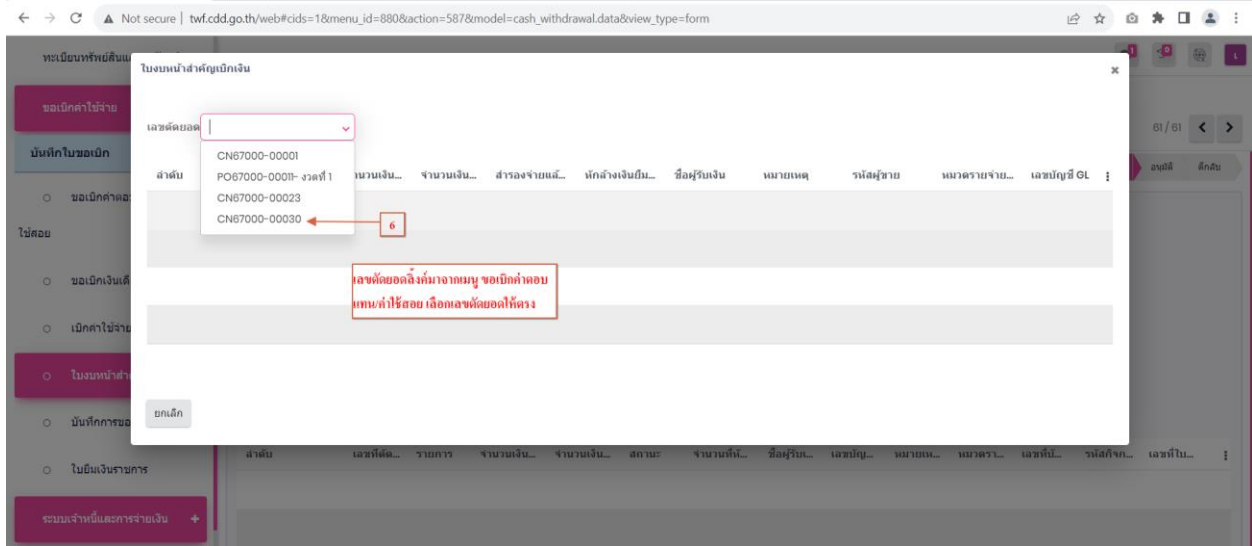 Not secure | twf.cdd.go.th/web#cids=1&menu_id=880&action=587&model=cash_withdrawal.data&view_type=form
ทะเบียนทรัพย์สินแ
ใบงบหน้าสำคัญเบิกเงิน
ขอเบิกค่าใช้จ่าย
เลขตัดยอด
61 / 61
บันทึกใบขอเบิก
CN67000-00001
อนุมัติ ตีกลับ
ลำดับ PO67000-00011- งวดที่ 1 านวนเงิน... จำนวนเงิน... สำรองจ่ายแล้... หักล้างเงินยืม... ชื่อผู้รับเงิน หมายเหตุ รหัสผู้ขาย หมวดรายจ่าย... เลขบัญชี GL
ขอเบิกค่าตอ
CN67000-00023
CN67000-00030
6
ใช้สอย
ขอเบิกเงินเดื
เลขตัดยอดลิ้งค์มาจากเมนู ขอเบิกค่าตอบ
แทน/ค่าใช้สอย เลือกเลขตัดยอดให้ตรง
เบิกค่าใช้จ่าย
ใบงบหน้าสำ
ยกเลิก
บันทึกการขอ
ลำดับ เลขที่ตัด... รายการ จำนวนเงิน... จำนวนเงิน... สถานะ จำนวนที่หั... ชื่อผู้รับเ... เลขบัญ... หมายเห... หมวดรา... เลขที่บั... รหัสกิจก... เลขที่ใบ...
ใบยืมเงินราชการ
ระบบเจ้าหนี้และการจ่ายเงิน +